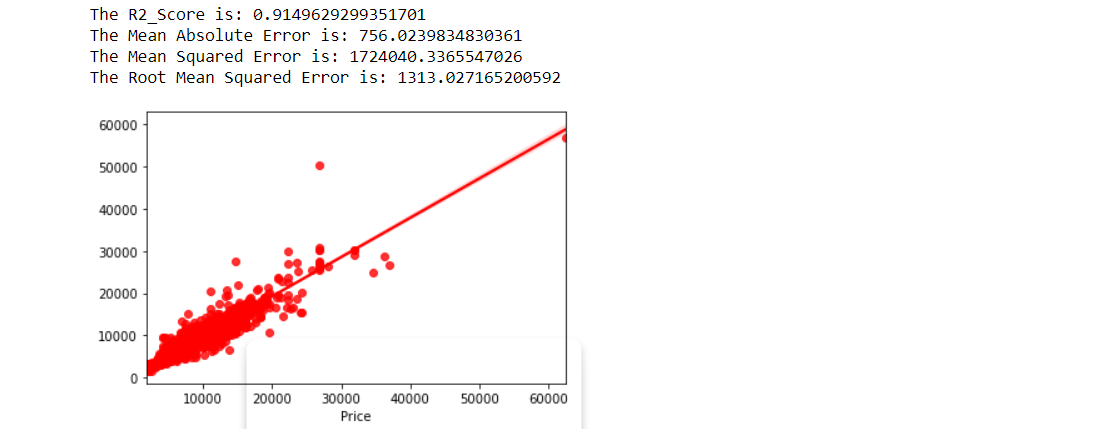 The R2_Score is: 0.9149629299351701
The Mean Absolute Error is: 756.0239834830361
The Mean Squared Error is: 1724040.3365547026
The Root Mean Squared Error is: 1313.027165200592
60000
50000
40000
30000
20000
10000
0
10000 20000 30000 40000 50000 60000
Price